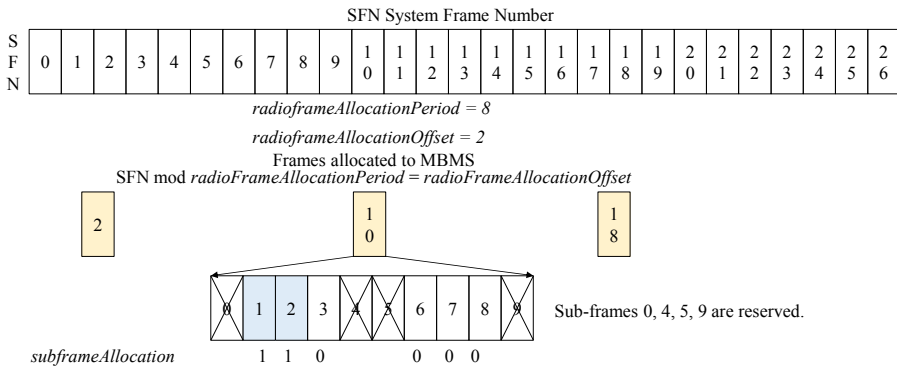 SFN System Frame Number
SFN 0 1 2 3 4 5 6 7 8 9 10 11 12 13 14 15 16 17 18 19 20 21 22 23 24 25 26
radioframeAllocationPeriod = 8
radioframeAllocationOffset = 2
Frames allocated to MBMS
SFN mod radioFrameAllocationPeriod = radioFrameAllocationOffset
2 10 18
0 1 2 3 4 5 6 7 8 9 Sub-frames 0, 4, 5, 9 are reserved.
subframeAllocation 1 1 0 0 0 0